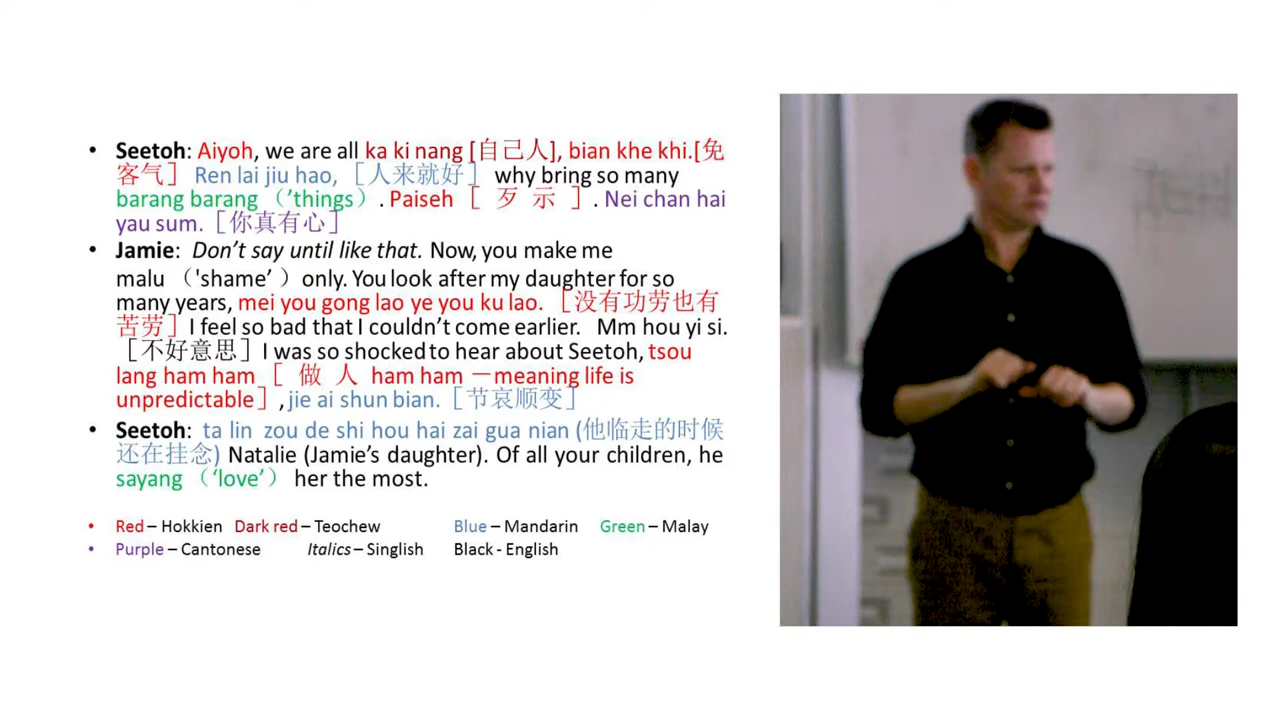 • Seetoh: Aiyoh, we are all ka ki nang [自己人], bian khe khi.[免
客气］ Ren lai jiu hao,［人来就好］ why bring so many
barang barang（’things）. Paiseh［ 歹 示 ］. Nei chan hai
yau sum.［你真有心］
• Jamie: Don’t say until like that. Now, you make me
malu（'shame’ ）only. You look after my daughter for so
many years, mei you gong lao ye you ku lao.［没有功劳也有
苦劳］I feel so bad that I couldn’t come earlier. Mm hou yi si.
［不好意思］I was so shocked to hear about Seetoh, tsou
lang ham ham［ 做 人 ham ham －meaning life is
unpredictable］, jie ai shun bian.［节哀顺变］
• Seetoh: ta lin zou de shi hou hai zai gua nian (他临走的时候
还在挂念) Natalie (Jamie’s daughter). Of all your children, he
sayang（‘love’） her the most.
• Red – Hokkien Dark red – Teochew Blue – Mandarin Green – Malay
• Purple – Cantonese Italics – Singlish Black - English